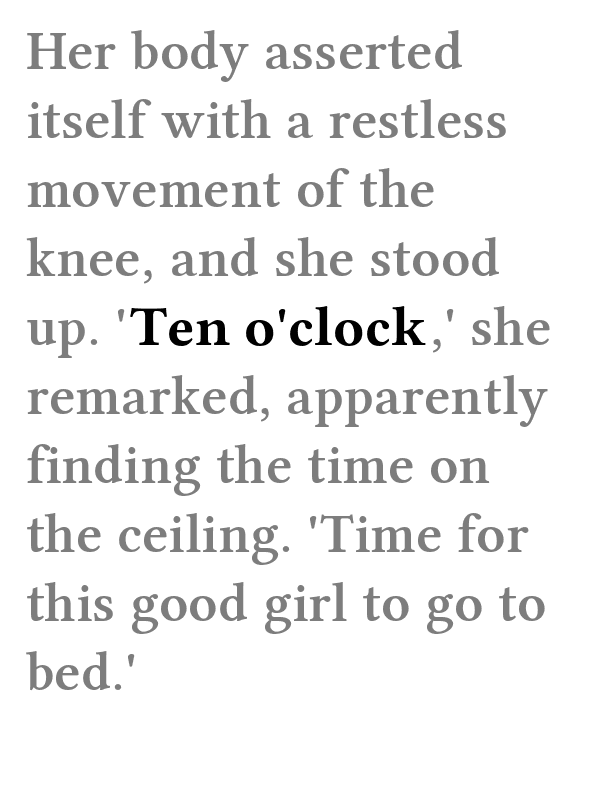 Her body asserted
itself with a restless
movement of the
knee, and she stood
up. 'Ten o'clock,' she
remarked, apparently
finding the time on
the ceiling. 'Time for
this good girl to go to
bed.'